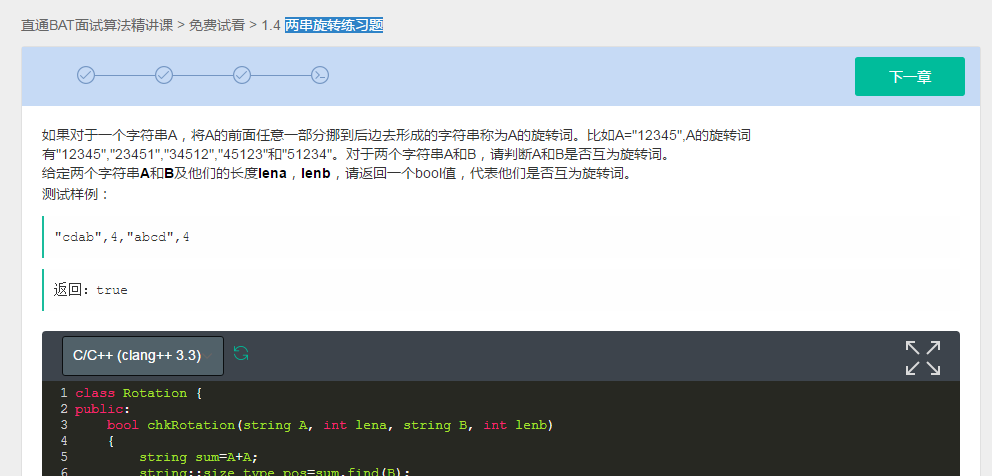 直通BAT面试算法精讲课 > 免费试看 > 1.4 两串旋转练习题
下一章
如果对于一个字符串A，将A的前面任意一部分挪到后边去形成的字符串称为A的旋转词。比如A="12345",A的旋转词
有"12345","23451","34512","45123"和"51234"。对于两个字符串A和B，请判断A和B是否互为旋转词。
给定两个字符串A和B及他们的长度lena，lenb，请返回一个bool值，代表他们是否互为旋转词。
测试样例：
"cdab",4,"abcd",4
返回：true
C/C++ (clang++ 3.3)
1 class Rotation {
2 public:
3     bool chkRotation(string A, int lena, string B, int lenb)
4     {
5         string sum=A+A;
6         string::size_type pos=sum.find(B);